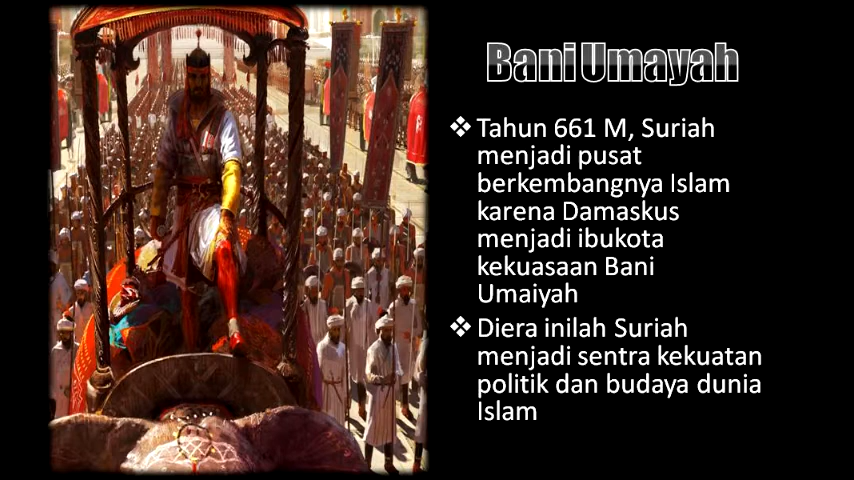 Bani Umayah
❖ Tahun 661 M, Suriah
menjadi pusat
berkembangnya Islam
karena Damaskus
menjadi ibukota
kekuasaan Bani
Umaiyah
❖ Diera inilah Suriah
menjadi sentra kekuatan
politik dan budaya dunia
Islam